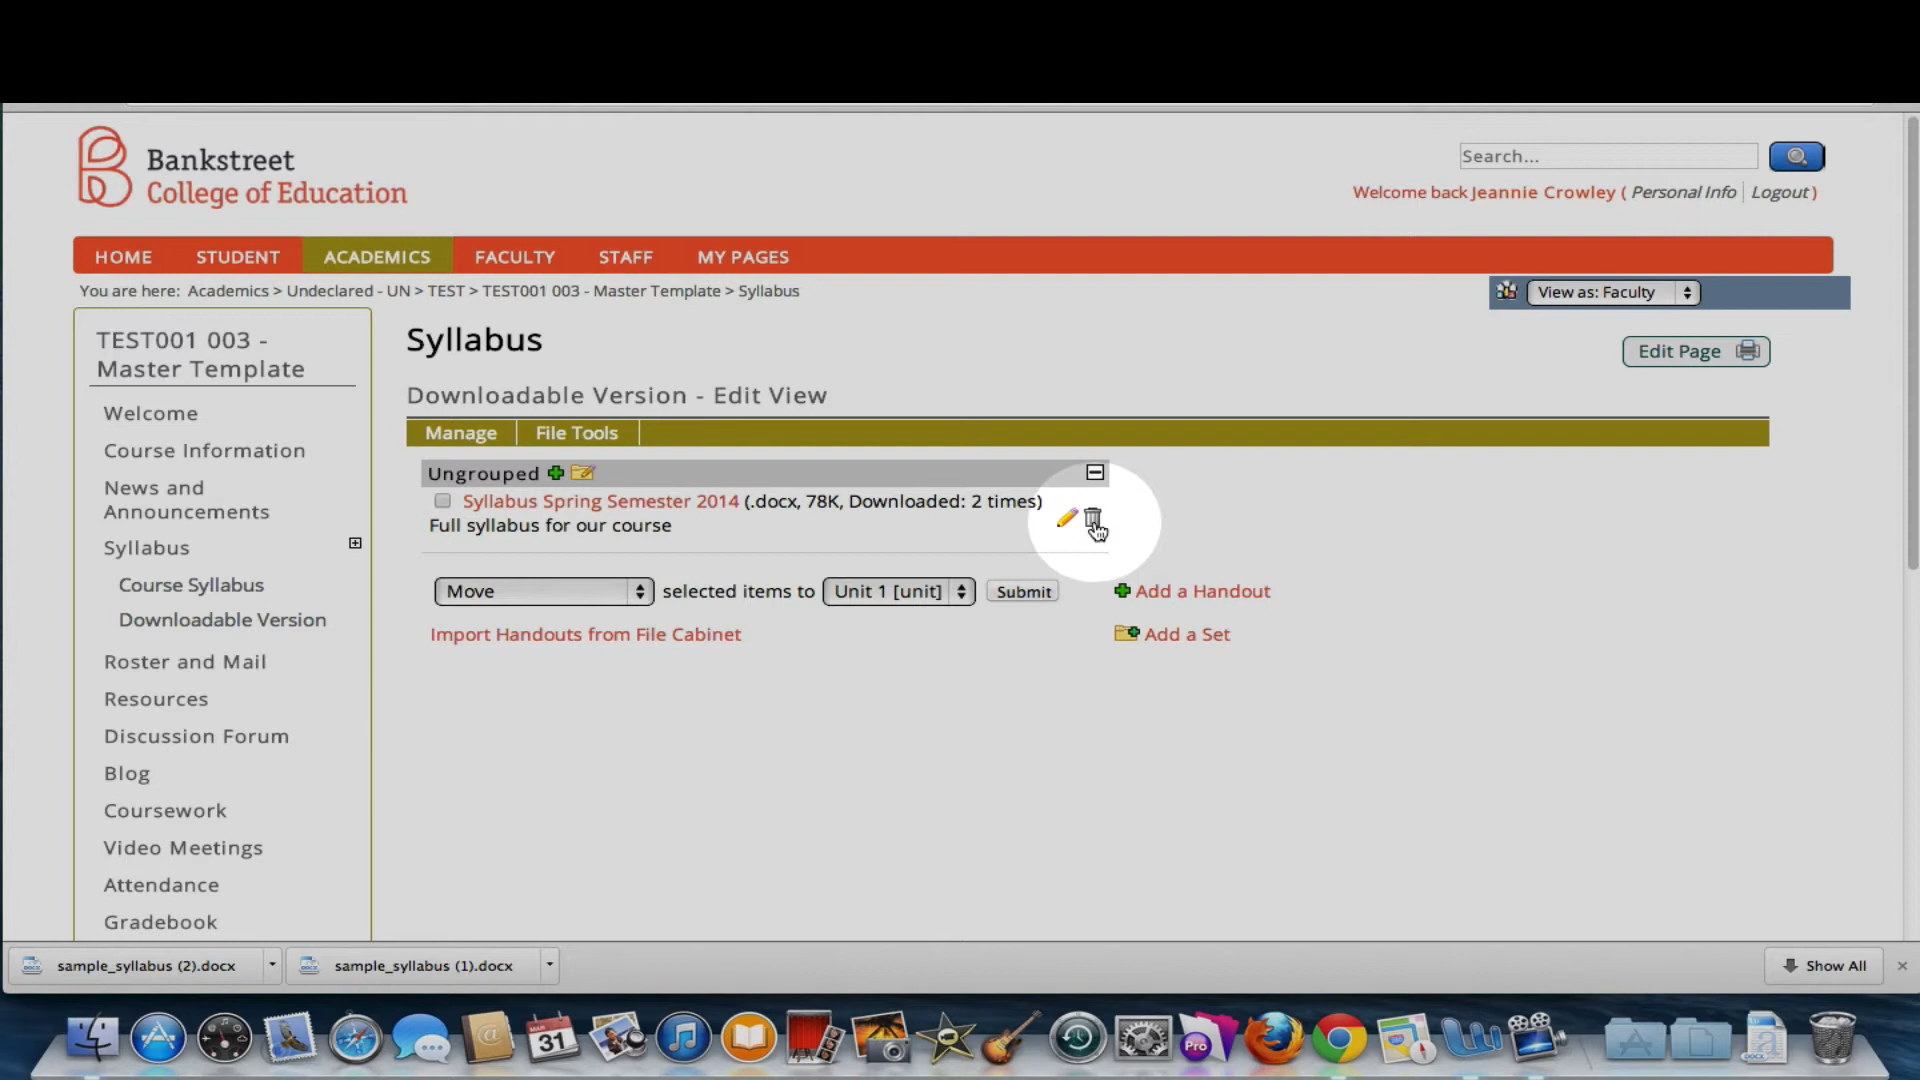 Bankstreet
College of Education
Search...
Welcome back Jeannie Crowley ( Personal Info | Logout )
HOME STUDENT ACADEMICS FACULTY STAFF MY PAGES
You are here: Academics > Undeclared - UN > TEST > TEST001 003 - Master Template > Syllabus
View as: Faculty
TEST001 003 -
Master Template
Welcome
Course Information
News and
Announcements
Syllabus
Course Syllabus
Downloadable Version
Roster and Mail
Resources
Discussion Forum
Blog
Coursework
Video Meetings
Attendance
Gradebook
Syllabus
Edit Page
Downloadable Version - Edit View
Manage File Tools
Ungrouped
Syllabus Spring Semester 2014 (.docx, 78K, Downloaded: 2 times)
Full syllabus for our course
Move selected items to Unit 1 [unit] Submit
Add a Handout
Import Handouts from File Cabinet
Add a Set
sample_syllabus (2).docx
sample_syllabus (1).docx
Show All
MAR
31
Pro
DOCX